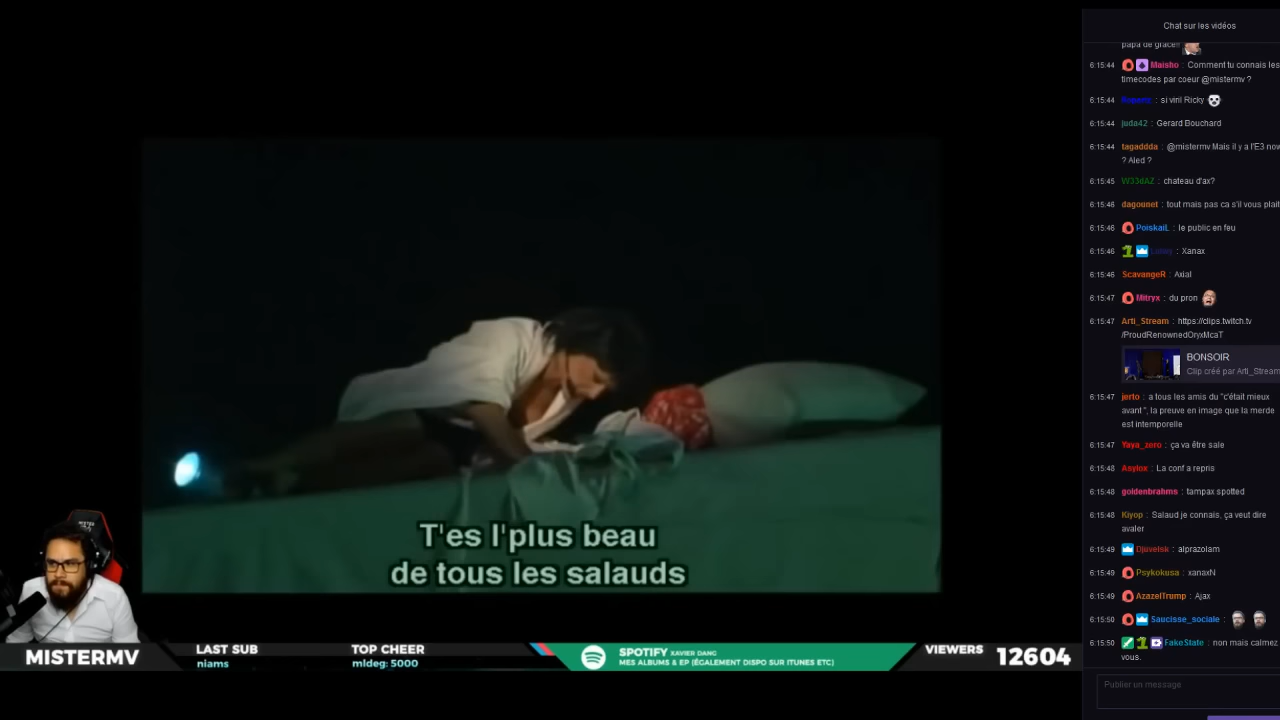 T'es l'plus beau
de tous les salauds
MISTERMV
LAST SUB
niams
TOP CHEER
mldeg: 5000
SPOTIFY XAVIER DANG
MES ALBUMS & EP (ÉGALEMENT DISPO SUR ITUNES ETC)
VIEWERS
12604
Chat sur les vidéos
papa de grace!!
6:15:44 Maisho : Comment tu connais les
timecodes par coeur @mistermv ?
6:15:44 : si viril Ricky
6:15:44 juda42 : Gerard Bouchard
6:15:44 tagaddda : @mistermv Mais il y a l'E3 now
? Aled ?
6:15:45 W33dAZ : chateau d'ax?
6:15:46 dagounet : tout mais pas ca s'il vous plait
6:15:46 PoiskaiL : le public en feu
6:15:46 : Xanax
6:15:46 ScavangeR : Axial
6:15:47 Mitryx : du pron
6:15:47 Arti_Stream : https://clips.twitch.tv
/ProudRenownedOryxMcaT
BONSOIR
Clip créé par Arti_Stream
6:15:47 jerto : a tous les amis du "c'était mieux
avant", la preuve en image que la merde
est intemporelle
6:15:47 Yaya_zero : ça va être sale
6:15:48 Asylox : La conf a repris
6:15:48 goldenbrahms : tampax spotted
6:15:48 Kiyop : Salaud je connais, ça veut dire
avaler
6:15:49 Djuvelsk : alprazolam
6:15:49 Psykokusa : xanaxN
6:15:49 AzazelTrump : Ajax
6:15:50 Saucisse_sociale :
6:15:50 FakeState : non mais calmez
vous.
Publier un message